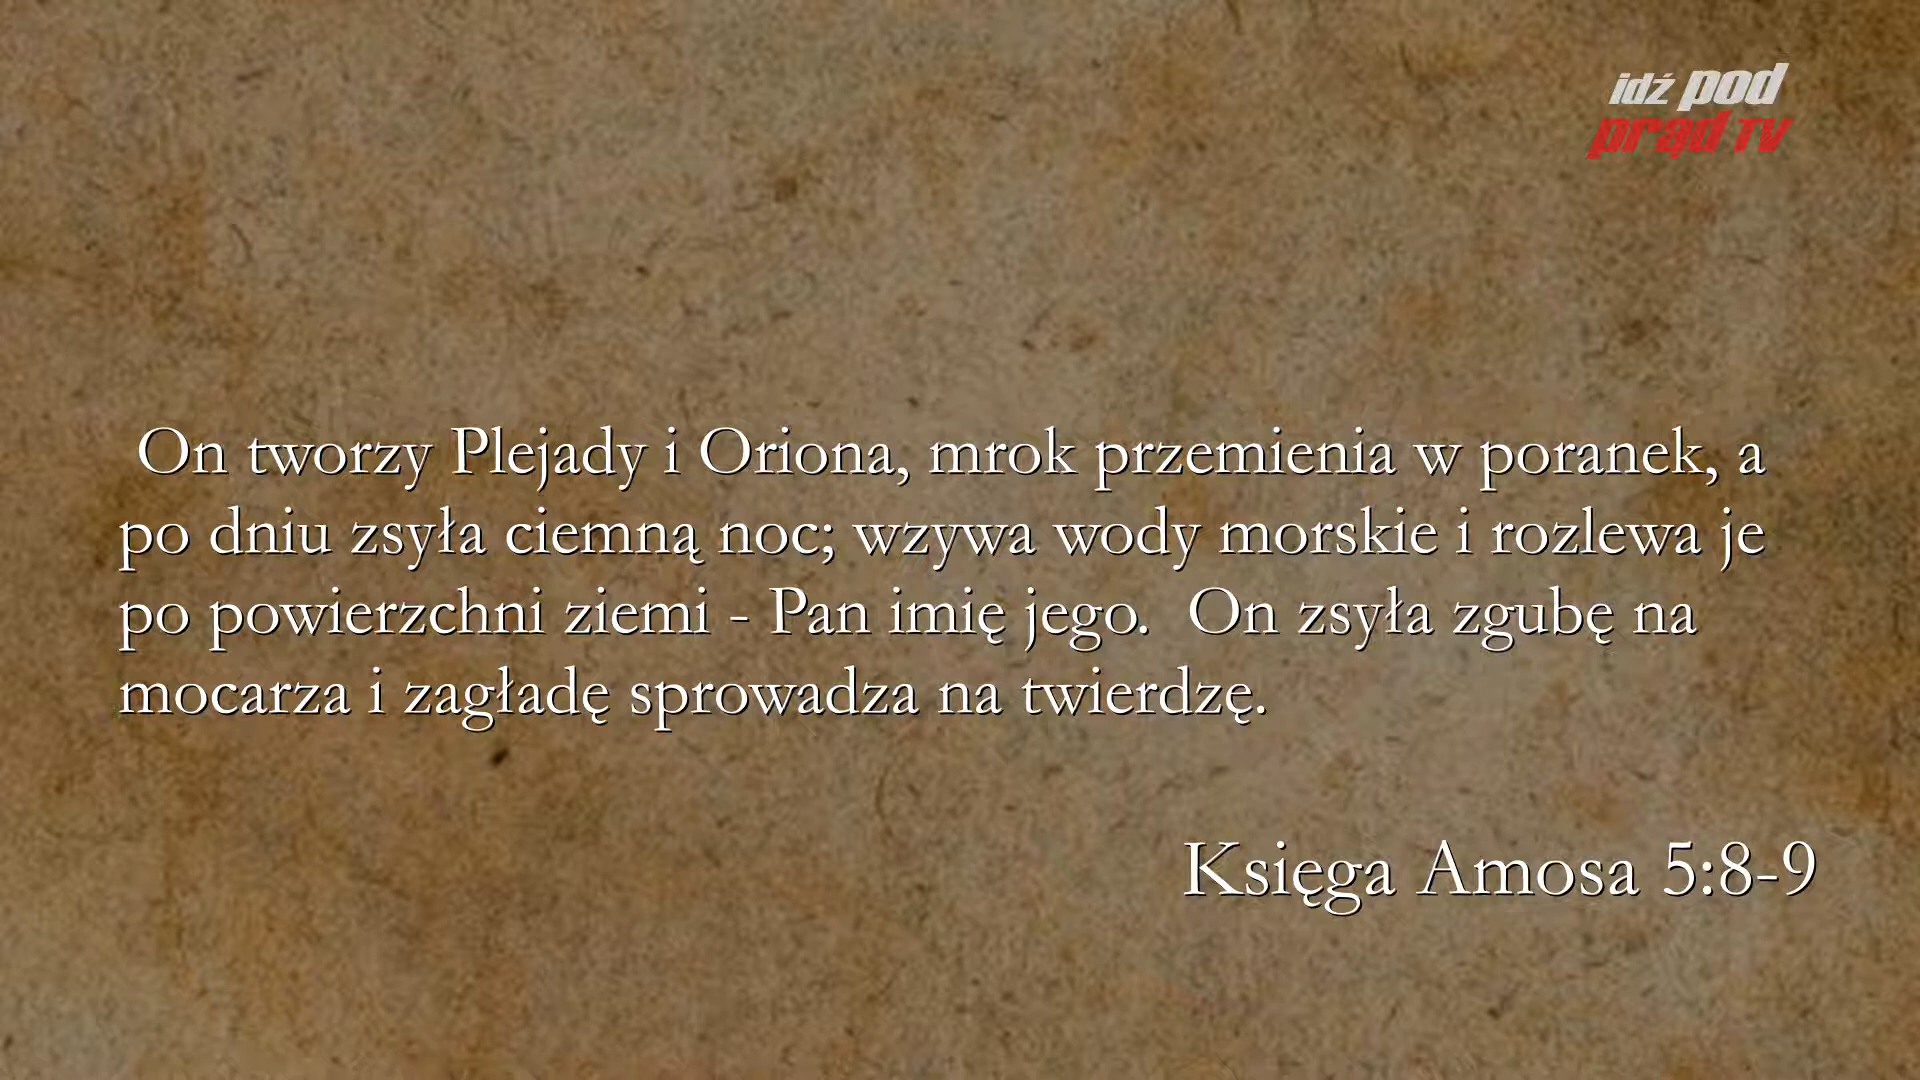 idź pod
prąd TV
On tworzy Plejady i Oriona, mrok przemienia w poranek, a
po dniu zsyła ciemną noc; wzywa wody morskie i rozlewa je
po powierzchni ziemi - Pan imię jego.  On zsyła zgubę na
mocarza i zagładę sprowadza na twierdzę.
Księga Amosa 5:8-9